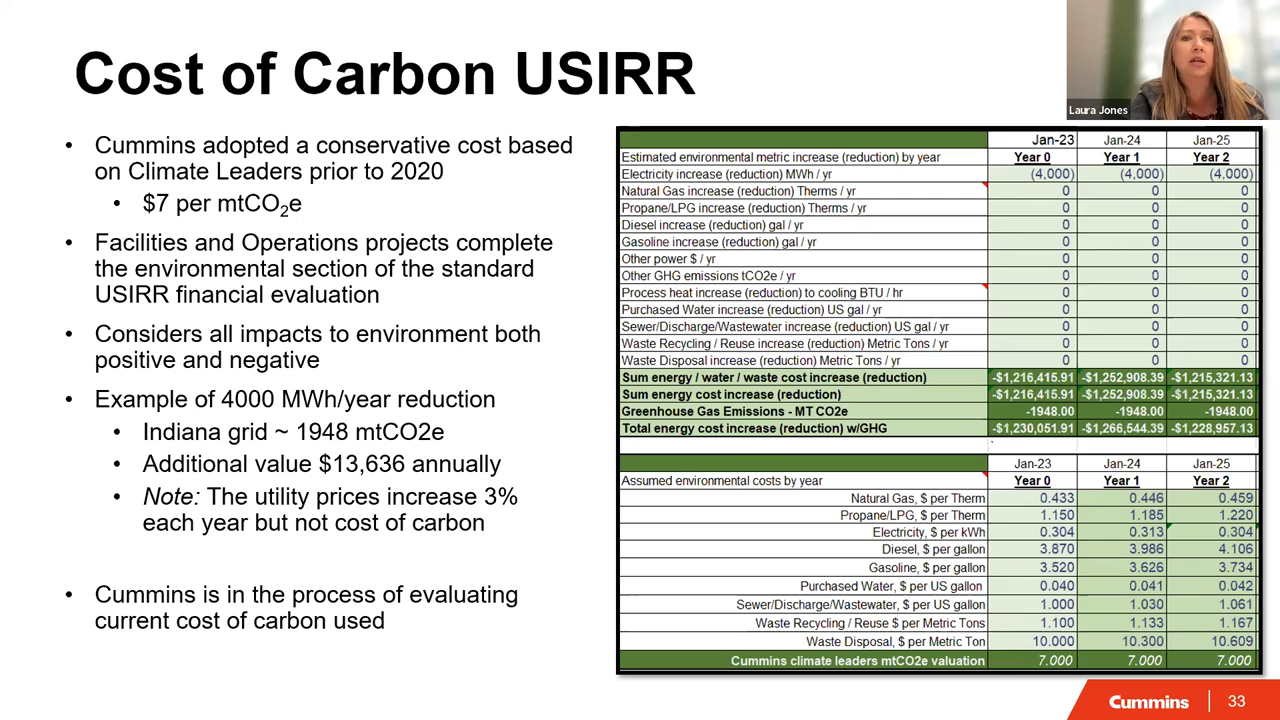 Cost of Carbon USIRR
Laura Jones
• Cummins adopted a conservative cost based
on Climate Leaders prior to 2020
• $7 per mtCO2e
• Facilities and Operations projects complete
the environmental section of the standard
USIRR financial evaluation
• Considers all impacts to environment both
positive and negative
• Example of 4000 MWh/year reduction
• Indiana grid ~ 1948 mtCO2e
• Additional value $13,636 annually
• Note: The utility prices increase 3%
each year but not cost of carbon
• Cummins is in the process of evaluating
current cost of carbon used
Jan-23 Jan-24 Jan-25
Estimated environmental metric increase (reduction) by year Year 0 Year 1 Year 2
Electricity increase (reduction) MWh / yr (4,000) (4,000) (4,000)
Natural Gas increase (reduction) Therms / yr 0 0 0
Propane/LPG increase (reduction) Therms / yr 0 0 0
Diesel increase (reduction) gal / yr 0 0 0
Gasoline increase (reduction) gal / yr 0 0 0
Other power $ / yr 0 0 0
Other GHG emissions tCO2e / yr 0 0 0
Process heat increase (reduction) to cooling BTU / hr 0 0 0
Purchased Water increase (reduction) US gal / yr 0 0 0
Sewer/Discharge/Wastewater increase (reduction) US gal / yr 0 0 0
Waste Recycling / Reuse increase (reduction) Metric Tons / yr 0 0 0
Waste Disposal increase (reduction) Metric Tons / yr 0 0 0
Sum energy / water / waste cost increase (reduction) -$1,216,415.91 -$1,252,908.39 -$1,215,321.13
Sum energy cost increase (reduction) -$1,216,415.91 -$1,252,908.39 -$1,215,321.13
Greenhouse Gas Emissions - MT CO2e -1948.00 -1948.00 -1948.00
Total energy cost increase (reduction) w/GHG -$1,230,051.91 -$1,266,544.39 -$1,228,957.13
Jan-23 Jan-24 Jan-25
Assumed environmental costs by year Year 0 Year 1 Year 2
Natural Gas, $ per Therm 0.433 0.446 0.459
Propane/LPG, $ per Therm 1.150 1.185 1.220
Electricity, $ per kWh 0.304 0.313 0.304
Diesel, $ per gallon 3.870 3.986 4.106
Gasoline, $ per gallon 3.520 3.626 3.734
Purchased Water, $ per US gallon 0.040 0.041 0.042
Sewer/Discharge/Wastewater, $ per US gallon 1.000 1.030 1.061
Waste Recycling / Reuse $ per Metric Tons 1.100 1.133 1.167
Waste Disposal, $ per Metric Ton 10.000 10.300 10.609
Cummins climate leaders mtCO2e valuation 7.000 7.000 7.000
Cummins 33